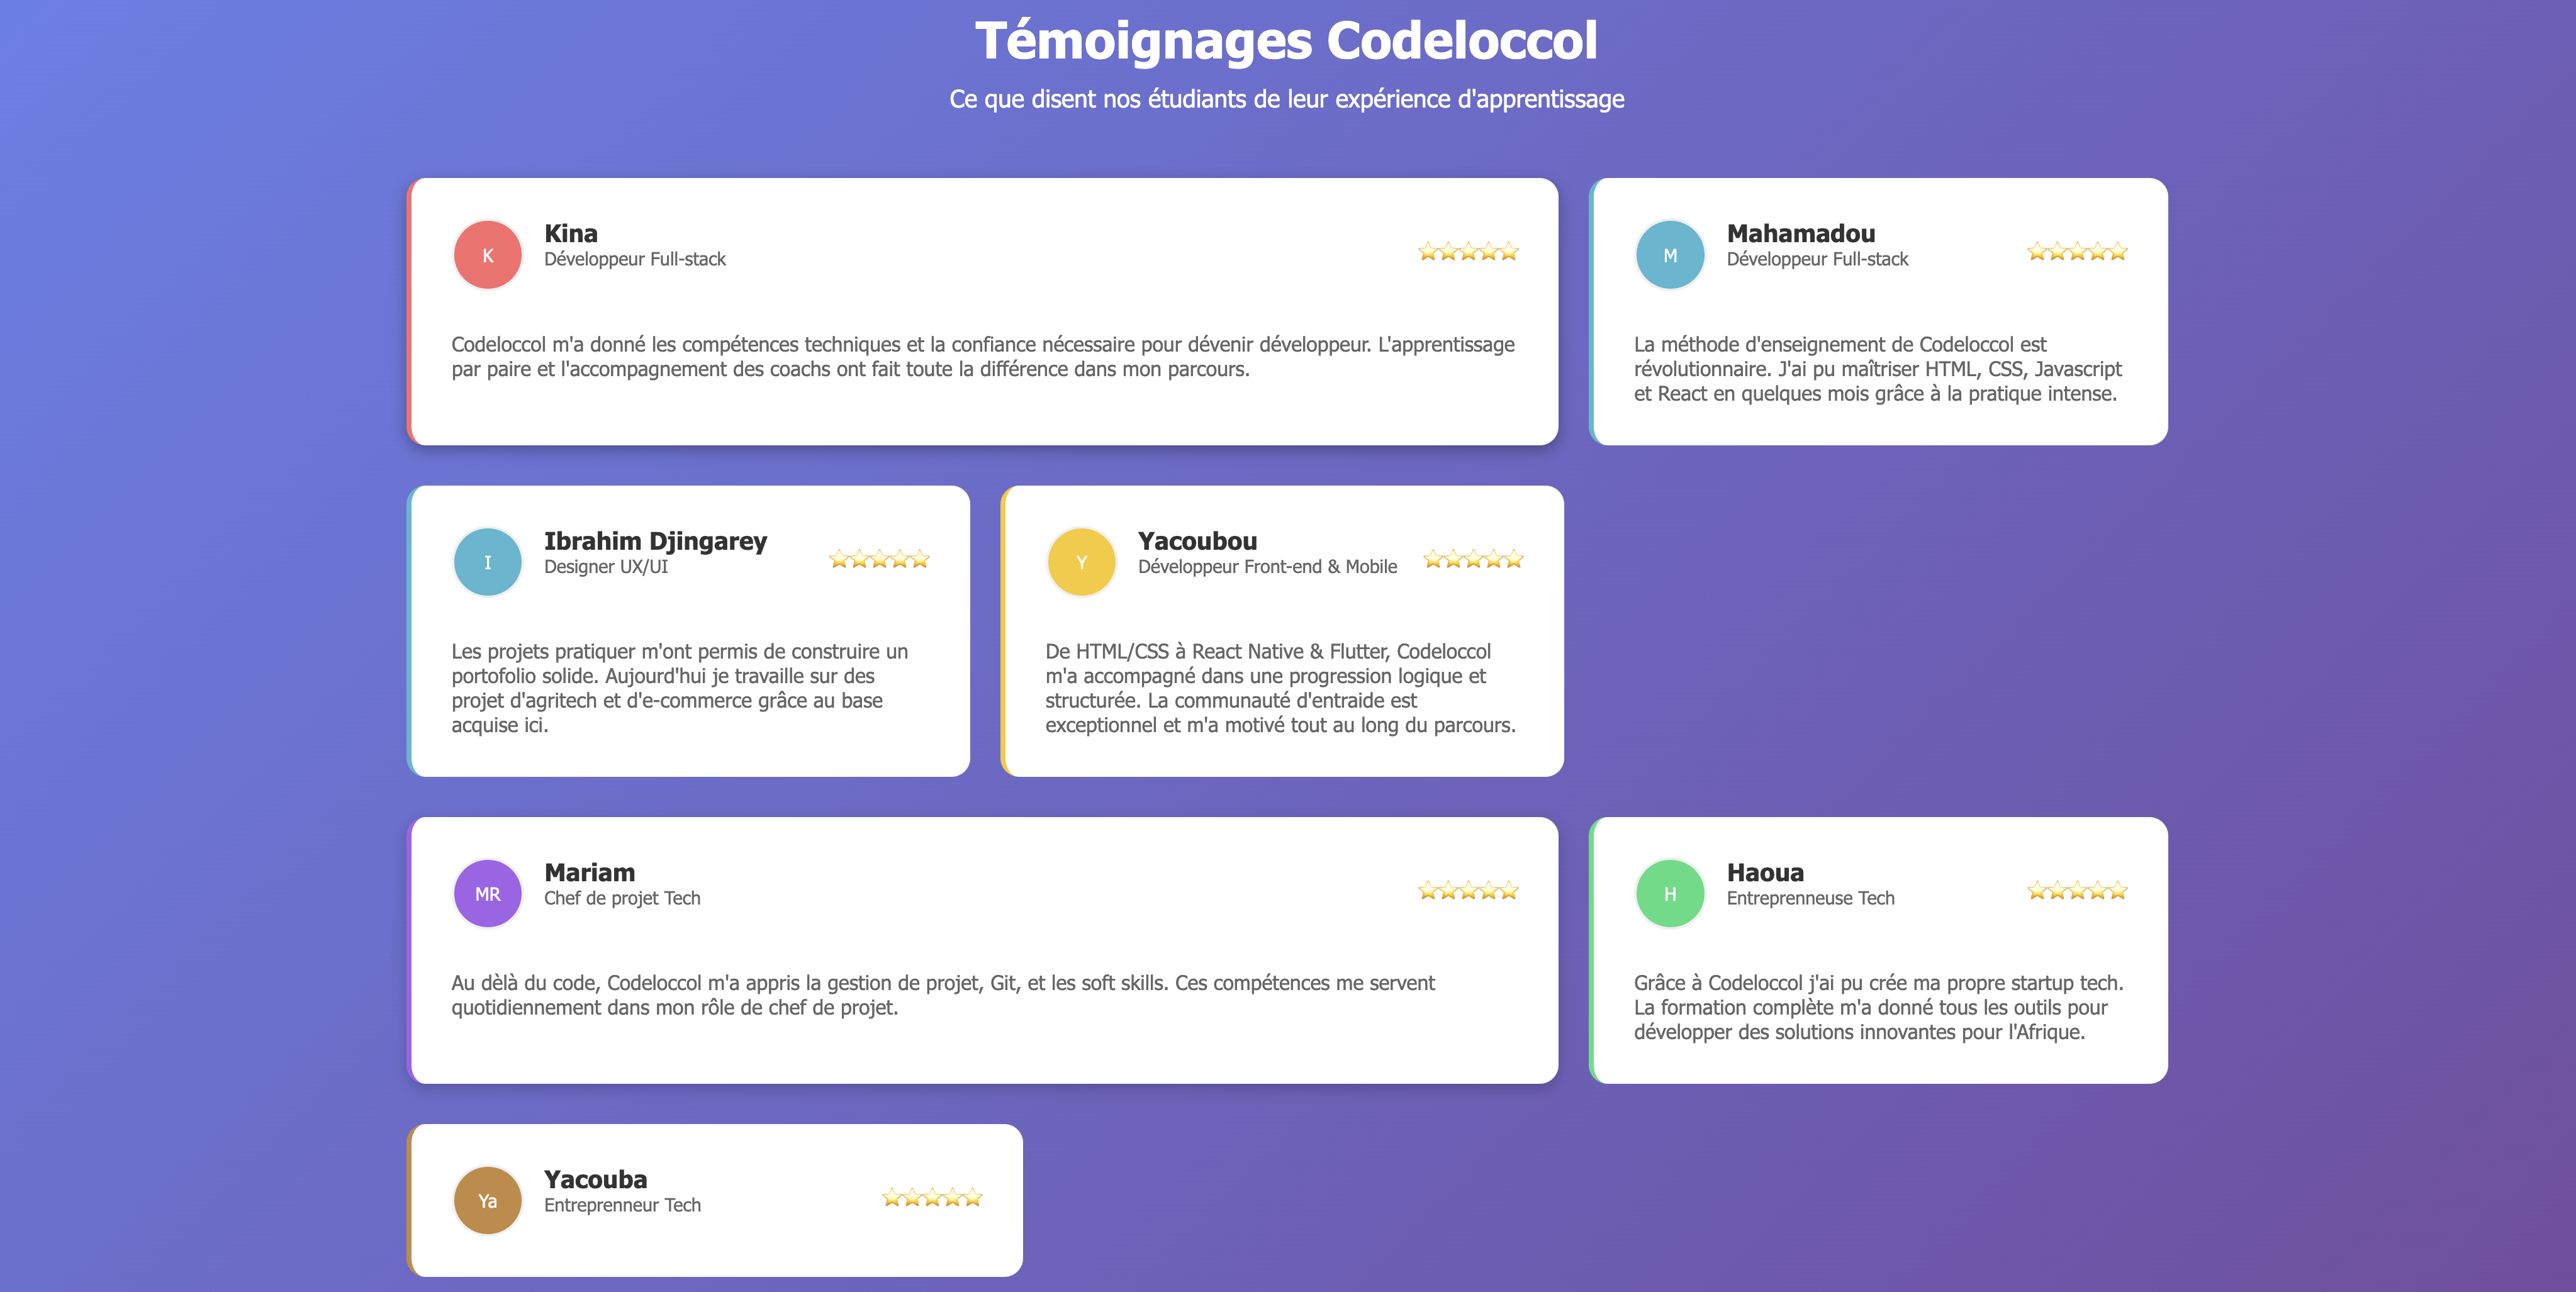 Témoignages Codeloccol
Ce que disent nos étudiants de leur expérience d'apprentissage
K
Kina
Développeur Full-stack
Codeloccol m'a donné les compétences techniques et la confiance nécessaire pour dévenir développeur. L'apprentissage
par paire et l'accompagnement des coachs ont fait toute la différence dans mon parcours.
M
Mahamadou
Développeur Full-stack
La méthode d'enseignement de Codeloccol est
révolutionnaire. J'ai pu maîtriser HTML, CSS, Javascript
et React en quelques mois grâce à la pratique intense.
I
Ibrahim Djingarey
Designer UX/UI
Les projets pratiquer m'ont permis de construire un
portofolio solide. Aujourd'hui je travaille sur des
projet d'agritech et d'e-commerce grâce au base
acquise ici.
Y
Yacoubou
Développeur Front-end & Mobile
De HTML/CSS à React Native & Flutter, Codeloccol
m'a accompagné dans une progression logique et
structurée. La communauté d'entraide est
exceptionnel et m'a motivé tout au long du parcours.
MR
Mariam
Chef de projet Tech
Au dèlà du code, Codeloccol m'a appris la gestion de projet, Git, et les soft skills. Ces compétences me servent
quotidiennement dans mon rôle de chef de projet.
H
Haoua
Entreprenneuse Tech
Grâce à Codeloccol j'ai pu crée ma propre startup tech.
La formation complète m'a donné tous les outils pour
développer des solutions innovantes pour l'Afrique.
Ya
Yacouba
Entreprenneur Tech